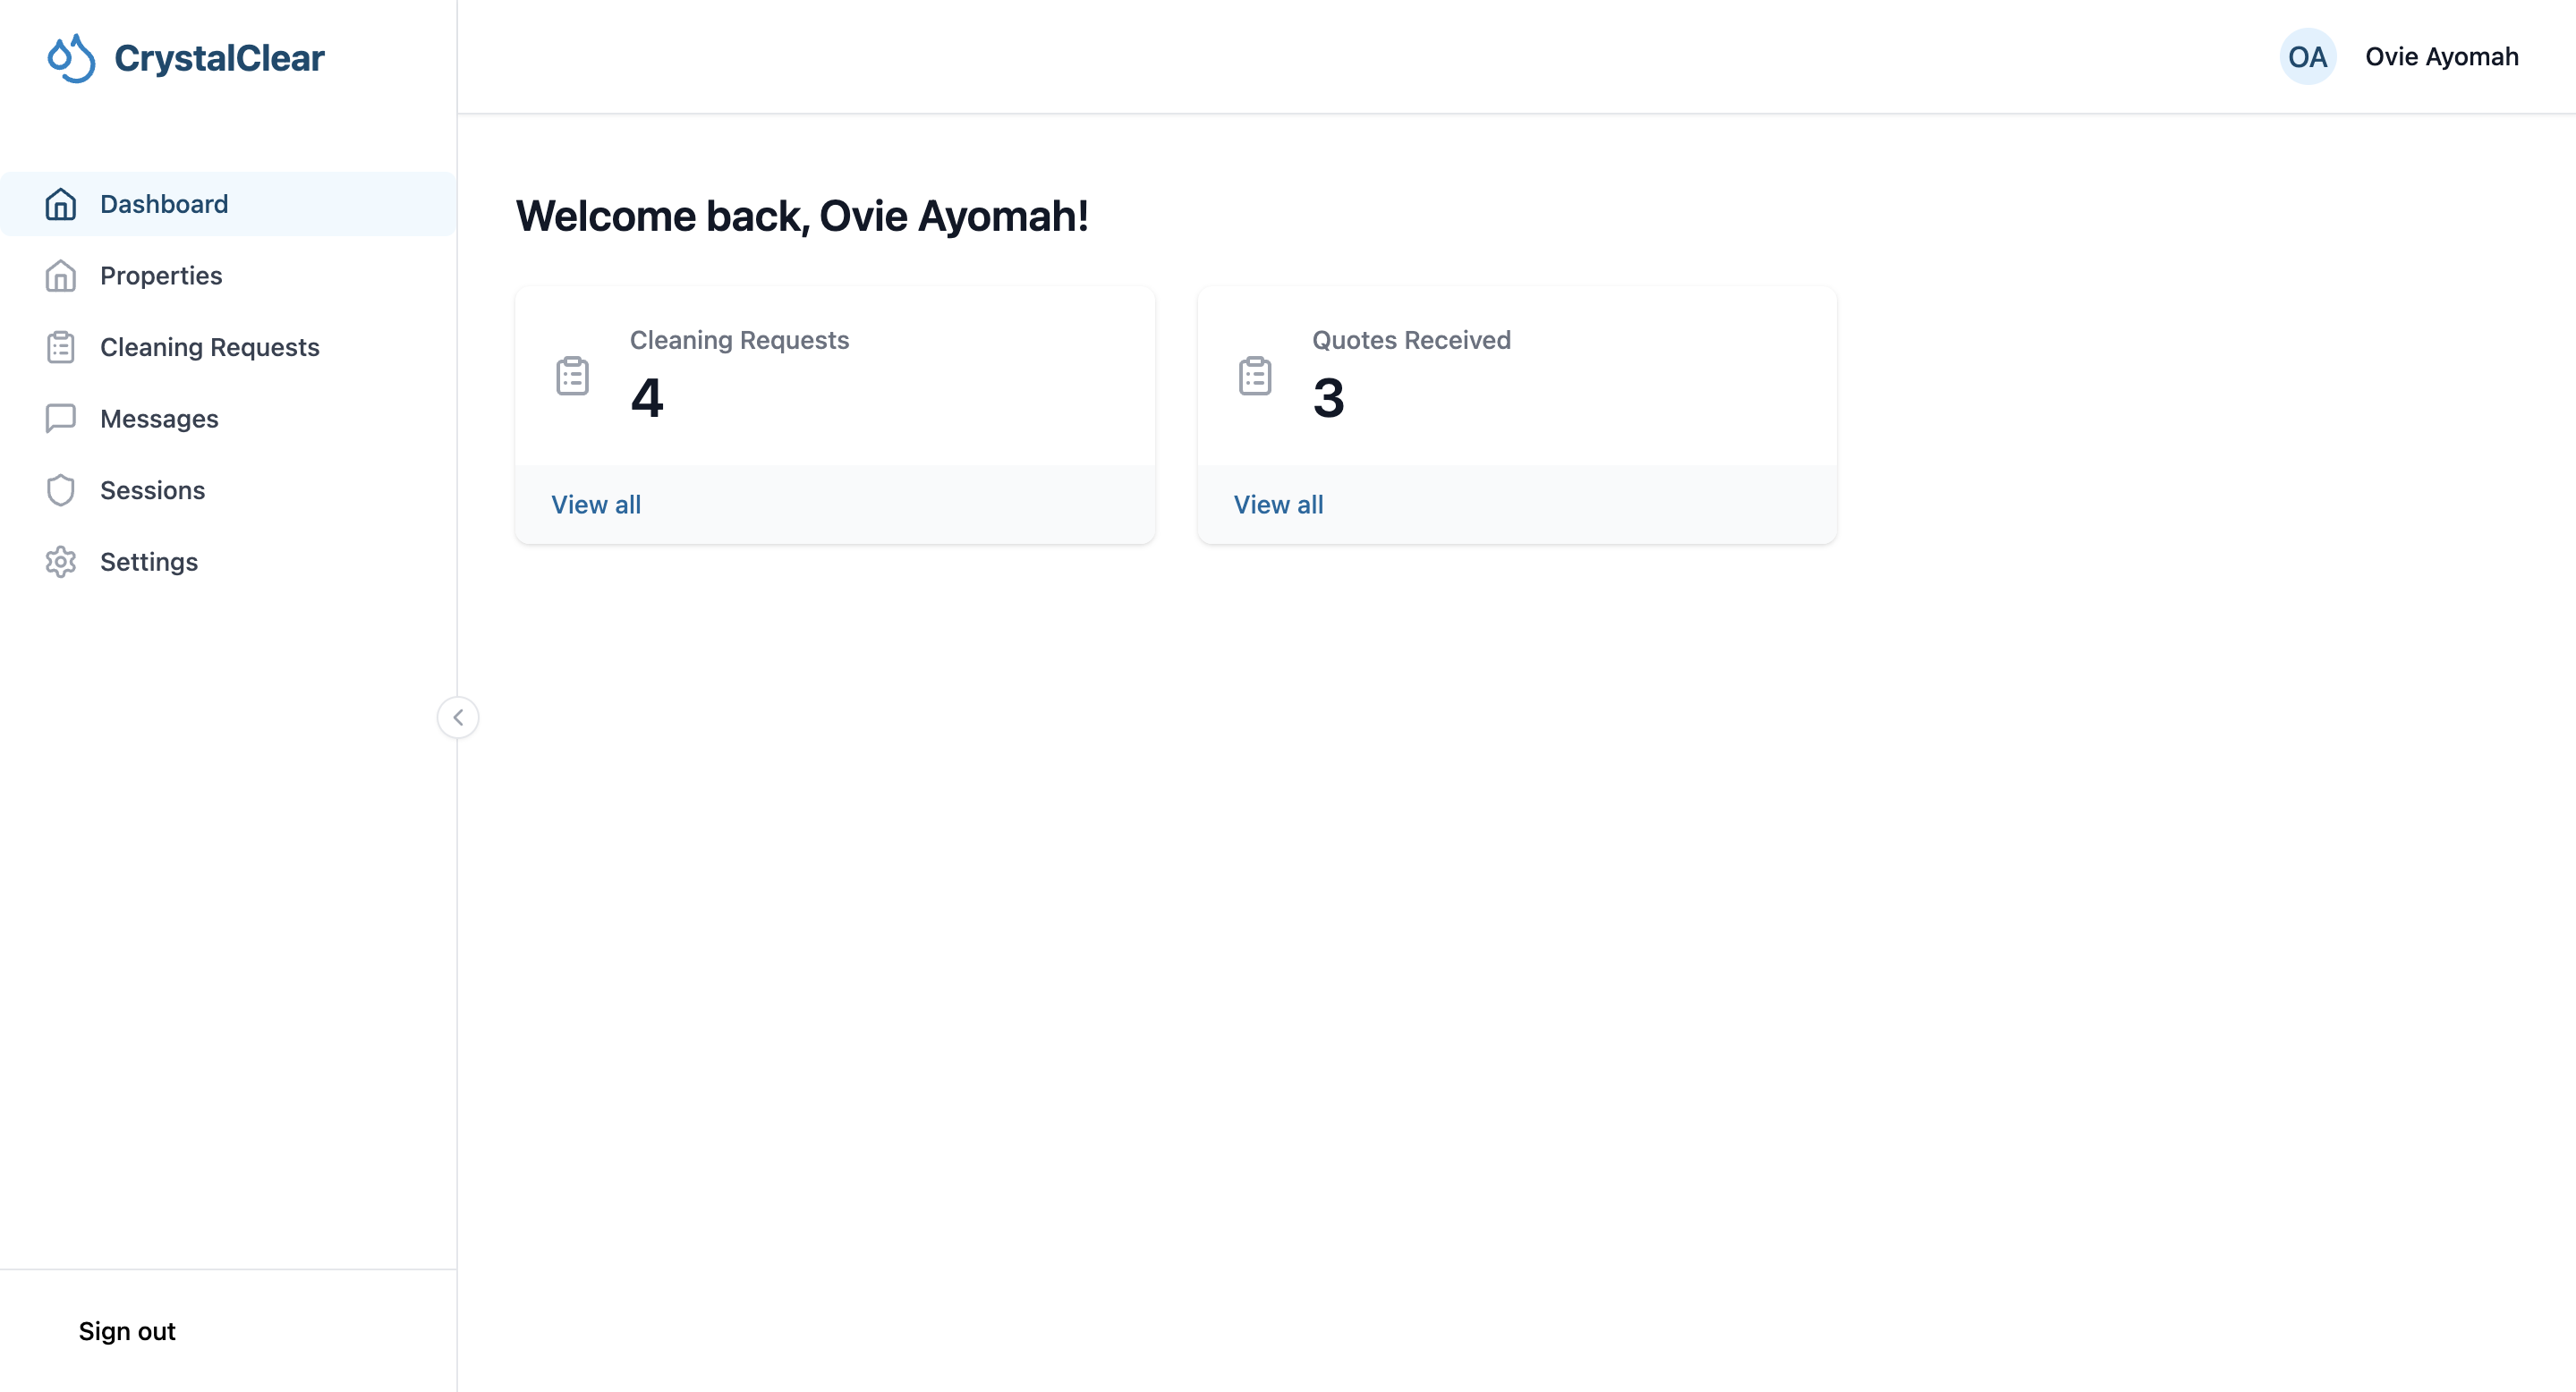 CrystalClear
OA
Ovie Ayomah
Dashboard
Properties
Cleaning Requests
Messages
Sessions
Settings
Sign out
Welcome back, Ovie Ayomah!
Cleaning Requests
4
View all
Quotes Received
3
View all